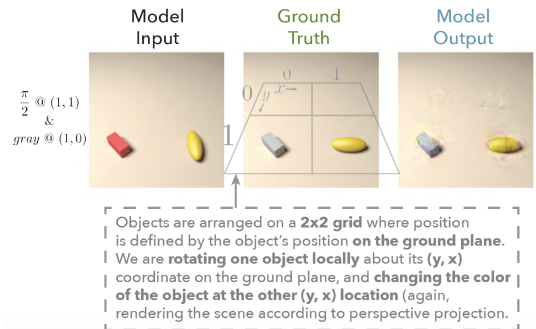 Model
Input
Ground
Truth
Model
Output
π/2 @ (1, 1)
&
gray @ (1, 0)
0 1
x→
0 y
1
Objects are arranged on a 2x2 grid where position
is defined by the object's position on the ground plane.
We are rotating one object locally about its (y, x)
coordinate on the ground plane, and changing the color
of the object at the other (y, x) location (again,
rendering the scene according to perspective projection.